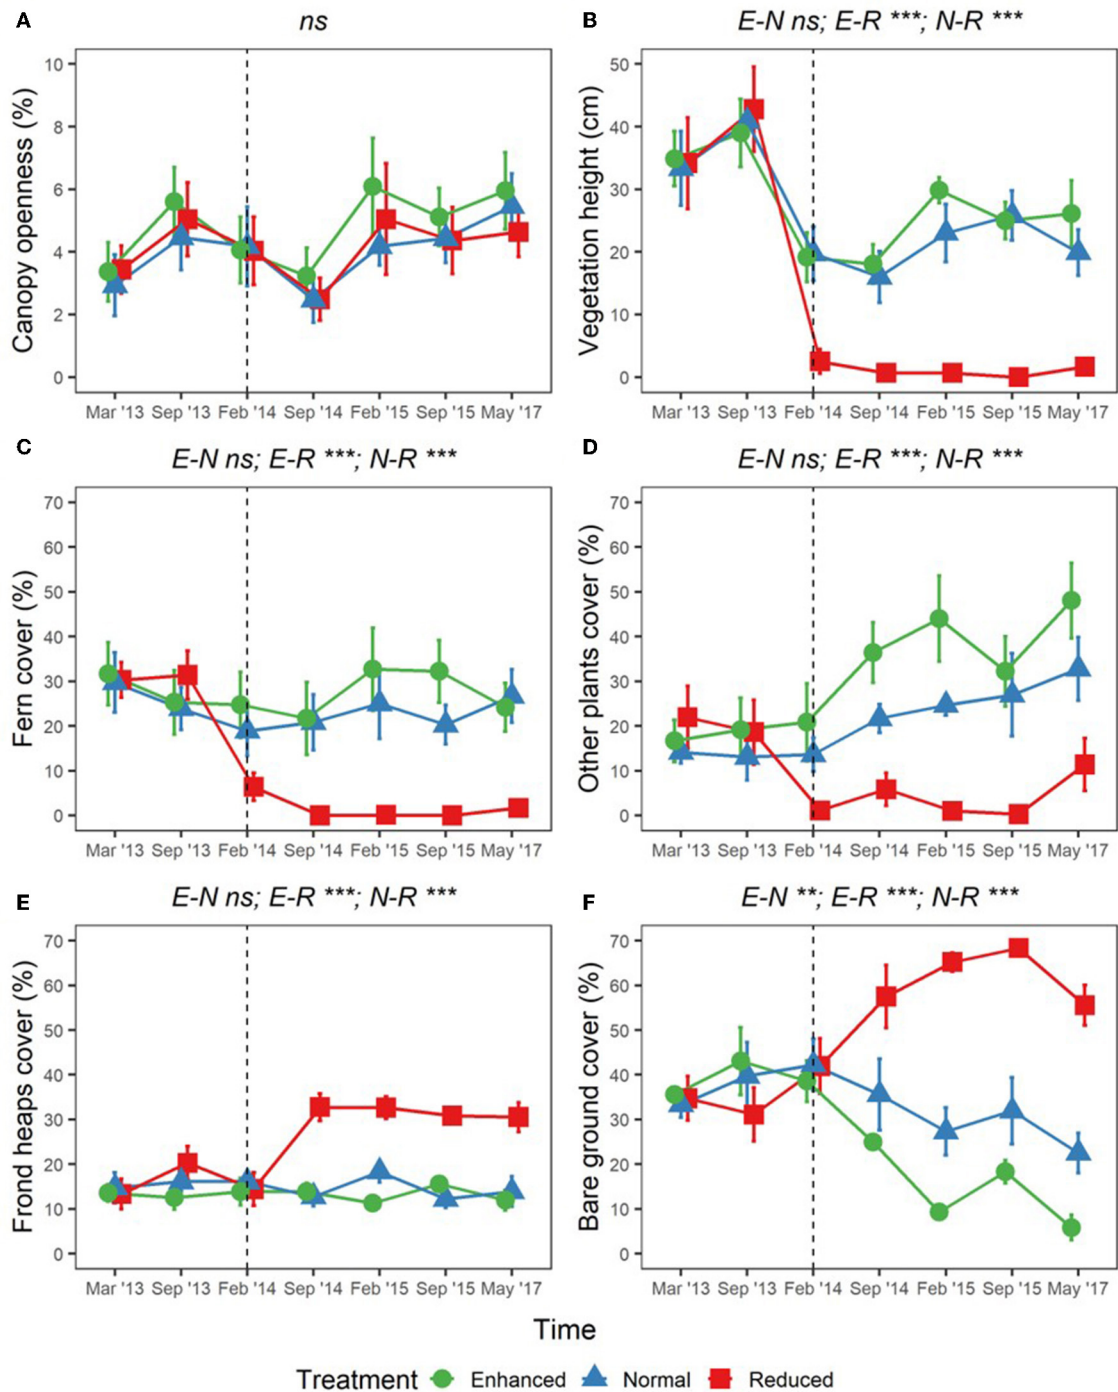 A
ns
Canopy openness (%)
10
8
6
4
2
0
Mar '13 Sep '13 Feb '14 Sep '14 Feb '15 Sep '15 May '17
B
E-N ns; E-R ***; N-R ***
Vegetation height (cm)
50
40
30
20
10
0
Mar '13 Sep '13 Feb '14 Sep '14 Feb '15 Sep '15 May '17
C
E-N ns; E-R ***; N-R ***
Fern cover (%)
70
60
50
40
30
20
10
0
Mar '13 Sep '13 Feb '14 Sep '14 Feb '15 Sep '15 May '17
D
E-N ns; E-R ***; N-R ***
Other plants cover (%)
70
60
50
40
30
20
10
0
Mar '13 Sep '13 Feb '14 Sep '14 Feb '15 Sep '15 May '17
E
E-N ns; E-R ***; N-R ***
Frond heaps cover (%)
70
60
50
40
30
20
10
0
Mar '13 Sep '13 Feb '14 Sep '14 Feb '15 Sep '15 May '17
F
E-N **; E-R ***; N-R ***
Bare ground cover (%)
70
60
50
40
30
20
10
0
Mar '13 Sep '13 Feb '14 Sep '14 Feb '15 Sep '15 May '17
Time
Treatment Enhanced Normal Reduced